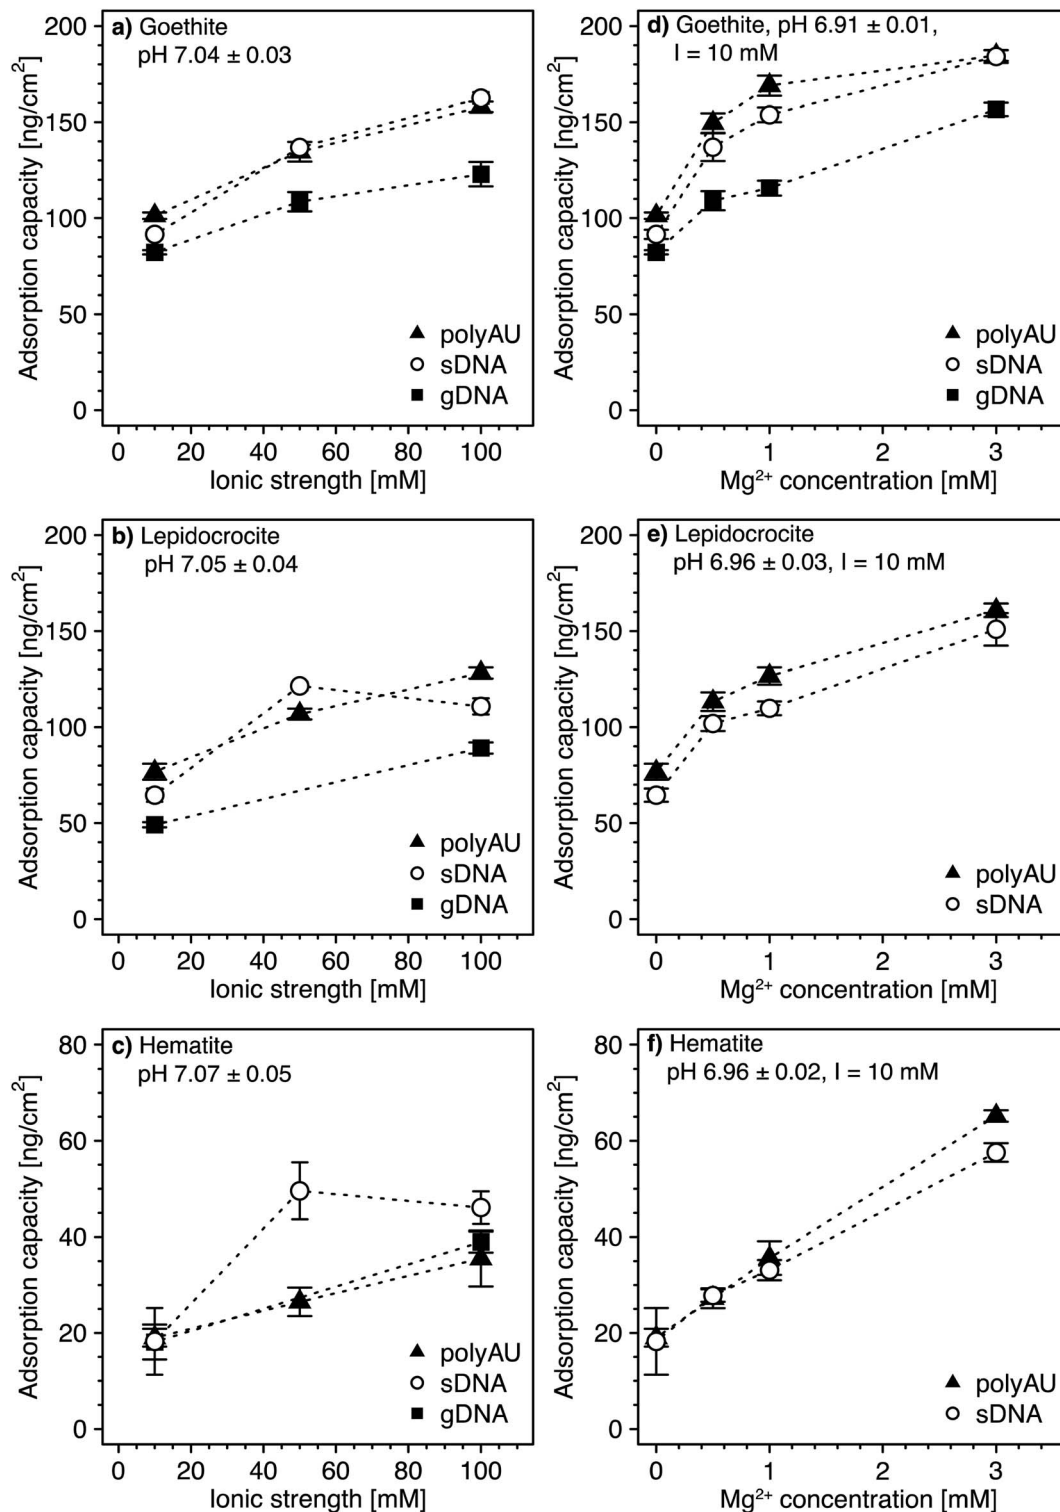 a) Goethite
pH 7.04 ± 0.03
Adsorption capacity [ng/cm²]
200
150
100
50
0
polyAU
sDNA
gDNA
0 20 40 60 80 100
Ionic strength [mM]
d) Goethite, pH 6.91 ± 0.01,
I = 10 mM
Adsorption capacity [ng/cm²]
200
150
100
50
0
polyAU
sDNA
gDNA
0 1 2 3
Mg²⁺ concentration [mM]
b) Lepidocrocite
pH 7.05 ± 0.04
Adsorption capacity [ng/cm²]
200
150
100
50
0
polyAU
sDNA
gDNA
0 20 40 60 80 100
Ionic strength [mM]
e) Lepidocrocite
pH 6.96 ± 0.03, I = 10 mM
Adsorption capacity [ng/cm²]
200
150
100
50
0
polyAU
sDNA
0 1 2 3
Mg²⁺ concentration [mM]
c) Hematite
pH 7.07 ± 0.05
Adsorption capacity [ng/cm²]
80
60
40
20
0
polyAU
sDNA
gDNA
0 20 40 60 80 100
Ionic strength [mM]
f) Hematite
pH 6.96 ± 0.02, I = 10 mM
Adsorption capacity [ng/cm²]
80
60
40
20
0
polyAU
sDNA
0 1 2 3
Mg²⁺ concentration [mM]